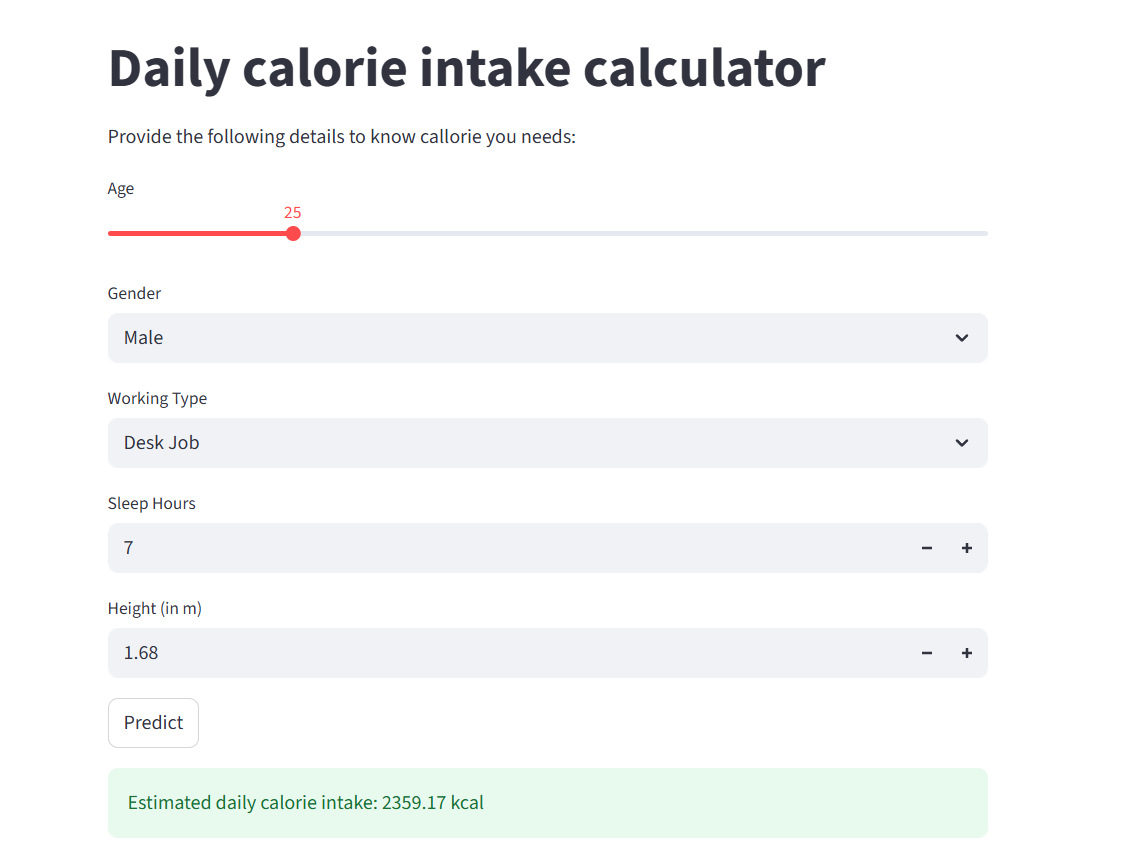 Daily calorie intake calculator
Provide the following details to know callorie you needs:
Age
25
Gender
Male
Working Type
Desk Job
Sleep Hours
7
Height (in m)
1.68
Predict
Estimated daily calorie intake: 2359.17 kcal